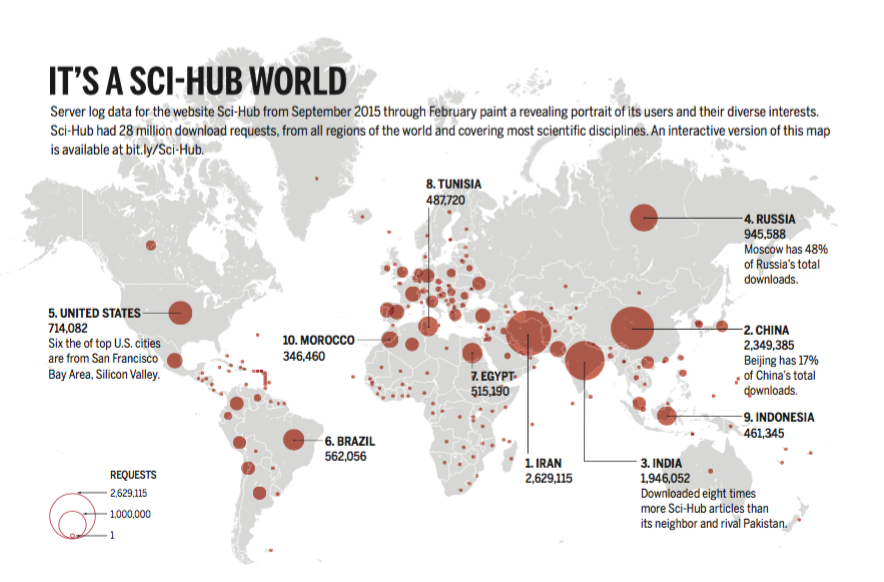 IT'S A SCI-HUB WORLD
Server log data for the website Sci-Hub from September 2015 through February paint a revealing portrait of its users and their diverse interests.
Sci-Hub had 28 million download requests, from all regions of the world and covering most scientific disciplines. An interactive version of this map
is available at bit.ly/Sci-Hub.
8. TUNISIA
487,720
4. RUSSIA
945,588
Moscow has 48%
of Russia's total
downloads.
5. UNITED STATES
714,082
Six the of top U.S. cities
are from San Francisco
Bay Area, Silicon Valley.
10. MOROCCO
346,460
2. CHINA
2,349,385
Beijing has 17%
of China's total
downloads.
7. EGYPT
515,190
9. INDONESIA
461,345
6. BRAZIL
562,056
1. IRAN
2,629,115
3. INDIA
1,946,052
Downloaded eight times
more Sci-Hub articles than
its neighbor and rival Pakistan.
REQUESTS
2,629,115
1,000,000
1